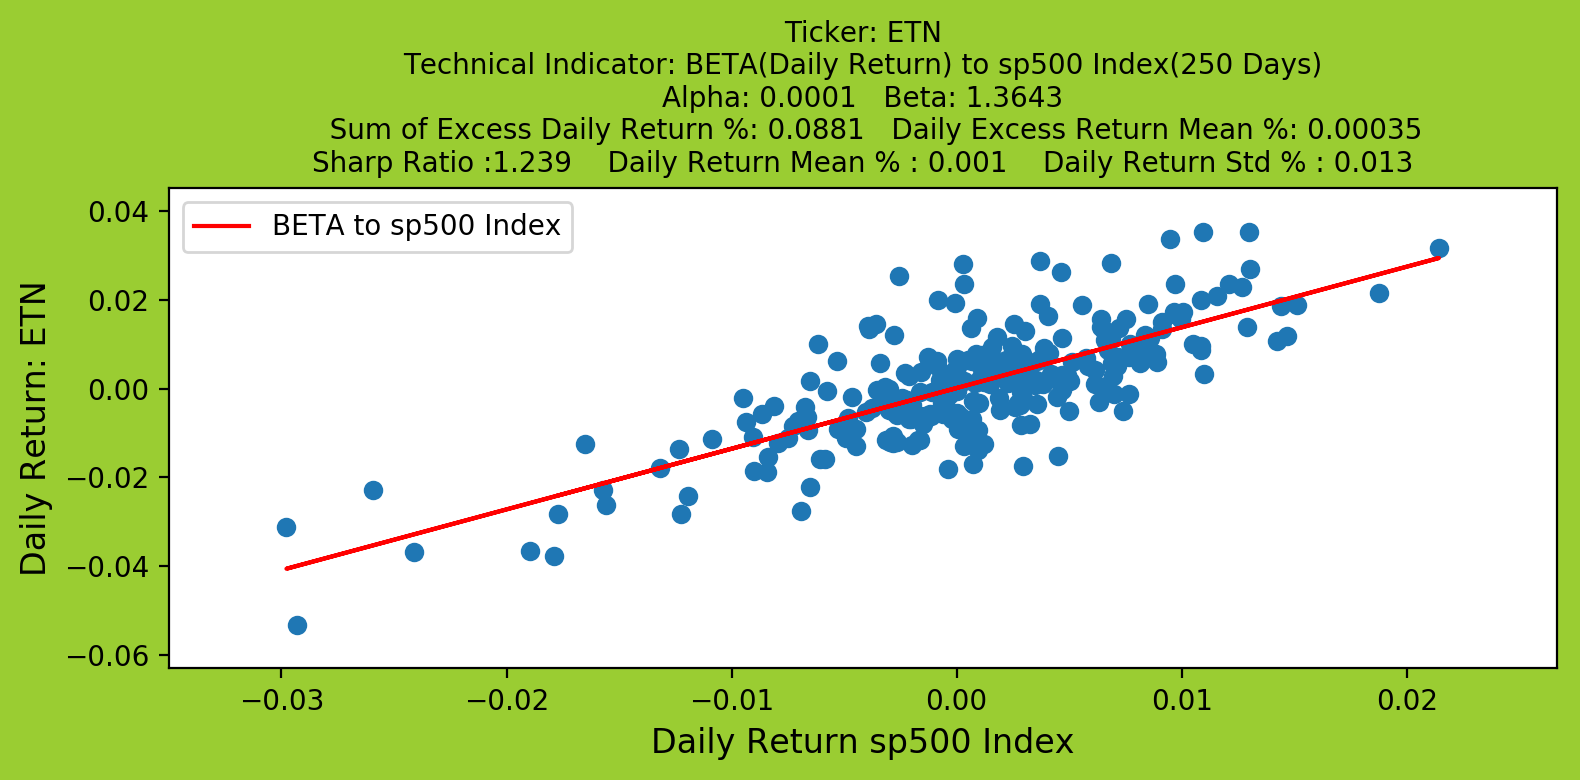 Ticker: ETN
Technical Indicator: BETA(Daily Return) to sp500 Index(250 Days)
Alpha: 0.0001   Beta: 1.3643
Sum of Excess Daily Return %: 0.0881   Daily Excess Return Mean %: 0.00035
Sharp Ratio :1.239    Daily Return Mean % : 0.001    Daily Return Std % : 0.013
BETA to sp500 Index
Daily Return: ETN
0.04
0.02
0.00
−0.02
−0.04
−0.06
−0.03
−0.02
−0.01
0.00
0.01
0.02
Daily Return sp500 Index